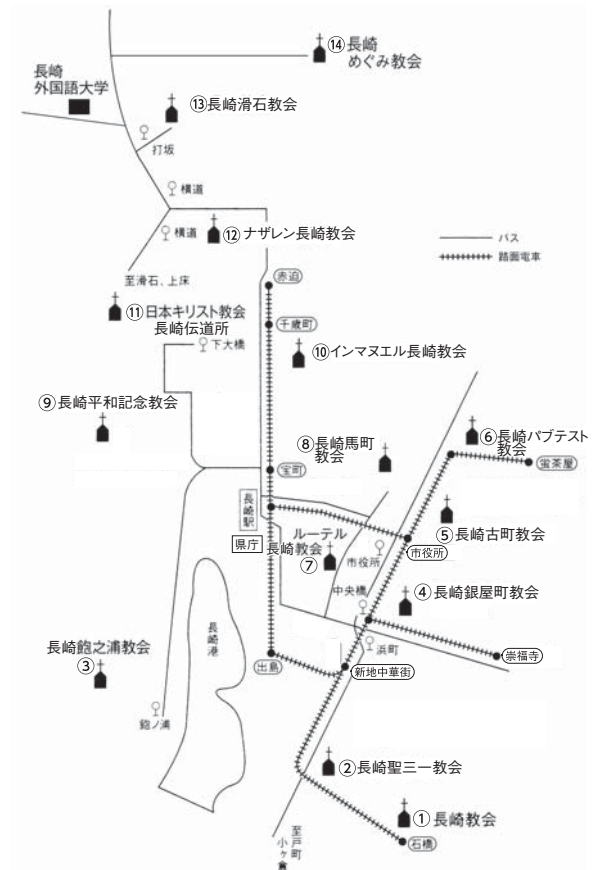 ⑭長崎
めぐみ教会
長崎
外国語大学
⑬長崎滑石教会
打坂
横道
横道
⑫ナザレン長崎教会
バス
路面電車
至滑石、上床
赤迫
⑪日本キリスト教会
長崎伝道所
千歳町
下大橋
⑩インマヌエル長崎教会
⑨長崎平和記念教会
⑧長崎馬町
教会
⑥長崎バプテスト
教会
宝町
蛍茶屋
長崎駅
県庁
ルーテル
長崎教会
⑦
⑤長崎古町教会
市役所
市役所
中央橋
④長崎銀屋町教会
長崎港
長崎飽之浦教会
③
浜町
崇福寺
出島
新地中華街
飽ノ浦
②長崎聖三一教会
①長崎教会
石橋
至戸町
小ヶ倉